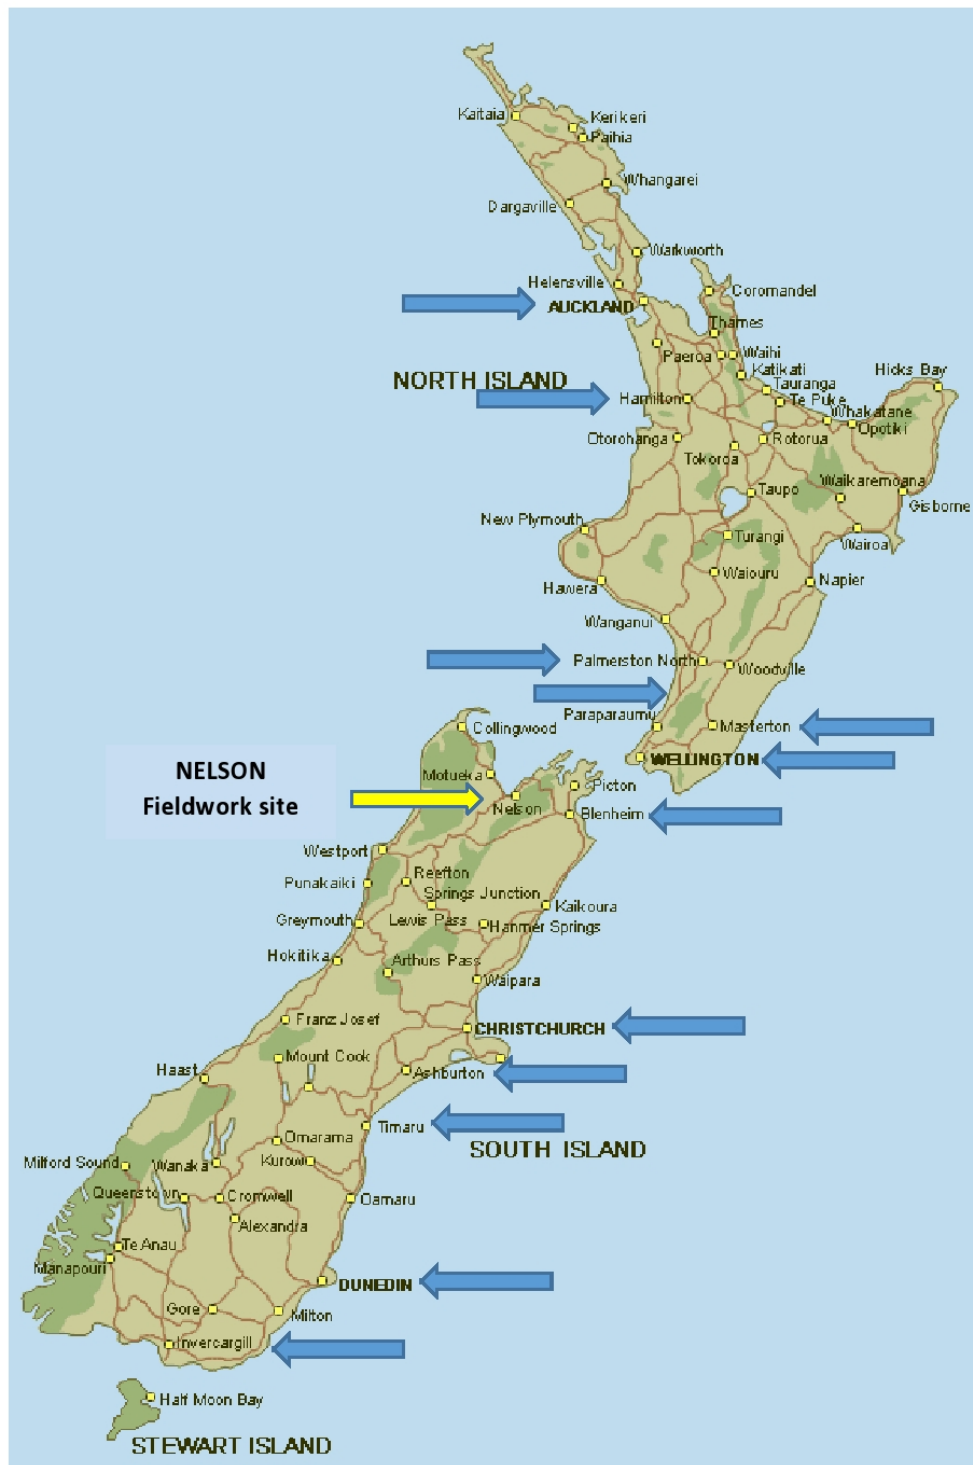 Kaitaia
Kerikeri
Paihia
Whangarei
Dargaville
Warkworth
Helensville
Coromandel
AUCKLAND
Thames
Paeroa
Waihi
Katikati
Hicks Bay
NORTH ISLAND
Tauranga
Hamilton
Te Puke
Whakatane
Opotiki
Otorohanga
Rotorua
Tokoroa
Waikaremoana
Taupo
Gisborne
New Plymouth
Turangi
Wairoa
Waiouru
Napier
Hawera
Wanganui
Palmerston North
Woodville
Paraparaumu
Masterton
Collingwood
WELLINGTON
NELSON
Fieldwork site
Motueka
Picton
Nelson
Blenheim
Westport
Reefton
Punakaiki
Springs Junction
Kaikoura
Greymouth
Lewis Pass
Hanmer Springs
Hokitika
Arthurs Pass
Waipara
Franz Josef
CHRISTCHURCH
Mount Cook
Haast
Ashburton
Timaru
Omarama
SOUTH ISLAND
Milford Sound
Wanaka
Kurow
Queenstown
Cromwell
Oamaru
Alexandra
Te Anau
Manapouri
DUNEDIN
Gore
Milton
Invercargill
Half Moon Bay
STEWART ISLAND